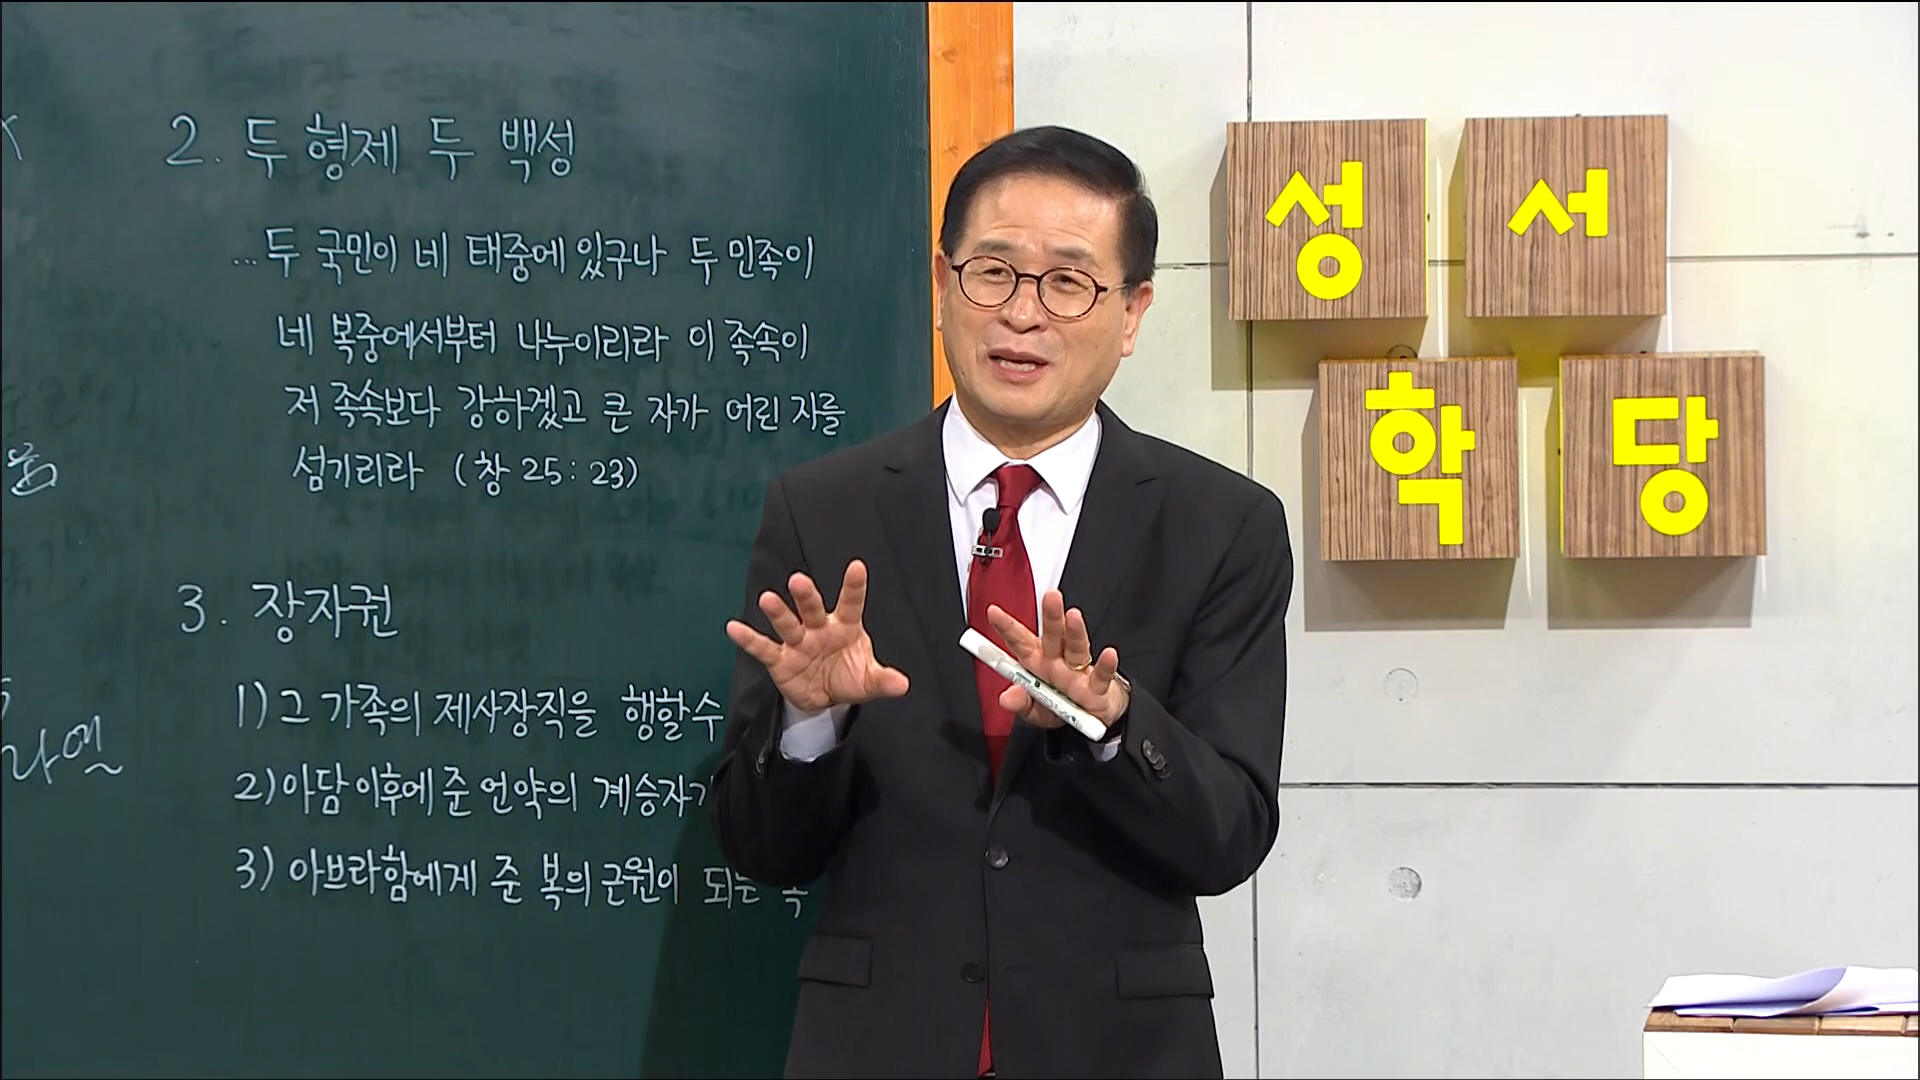 2. 두 형제 두 백성
...두 국민이 네 태중에 있구나 두 민족이
네 복중에서부터 나누이리라 이 족속이
저 족속보다 강하겠고 큰 자가 어린 자를
섬기리라 (창 25:23)
3. 장자권
1) 그 가족의 제사장직을 행할수
2) 아담 이후에 준 언약의 계승자가
3) 아브라함에게 준 복의 근원이 되는 축
라엘
성서
학당